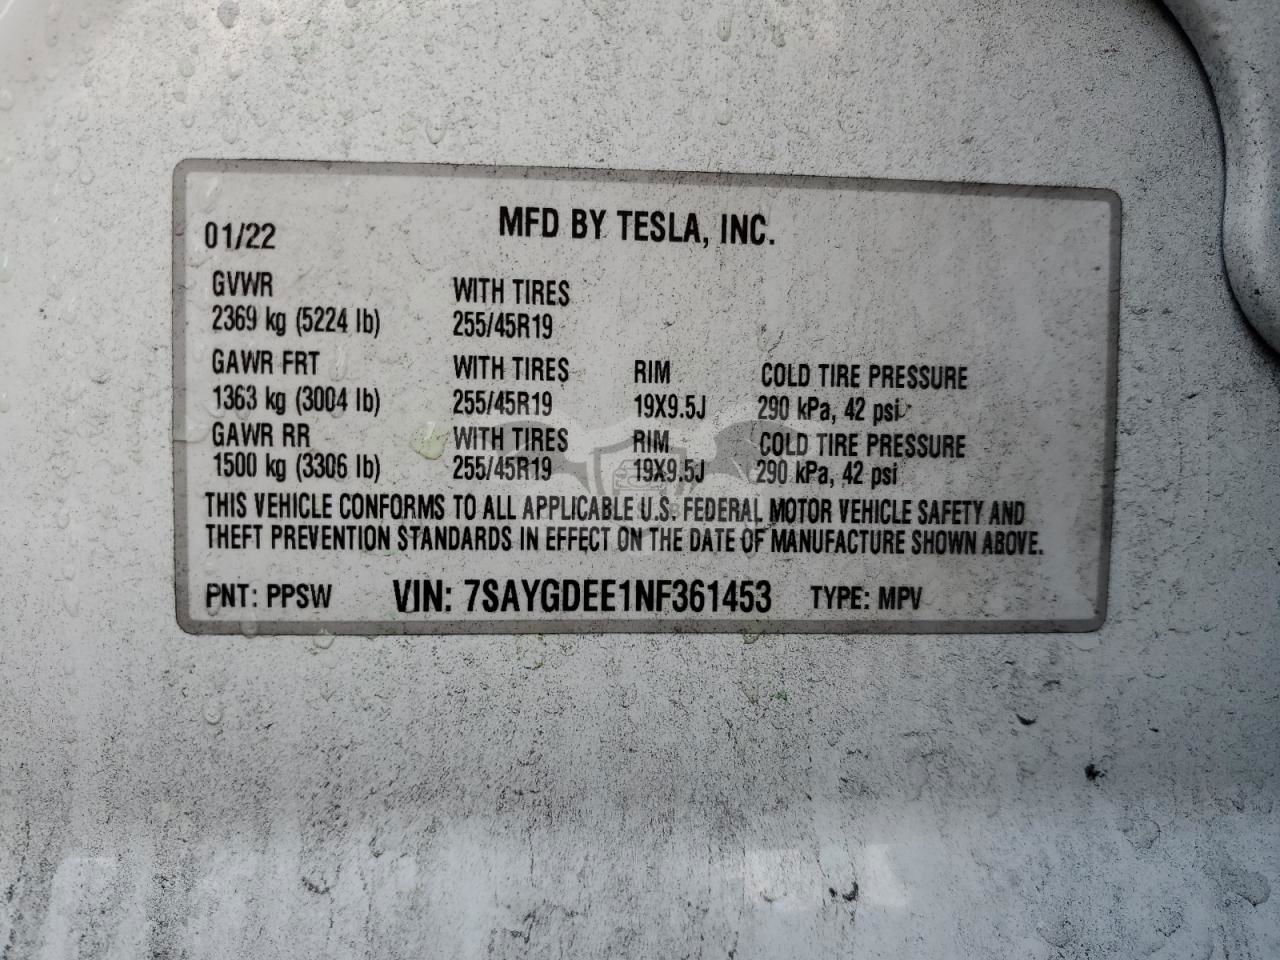 MFD BY TESLA, INC.
01/22
GVWR WITH TIRES
2369 kg (5224 lb) 255/45R19
GAWR FRT WITH TIRES RIM COLD TIRE PRESSURE
1363 kg (3004 lb) 255/45R19 19X9.5J 290 kPa, 42 psi
GAWR RR WITH TIRES RIM COLD TIRE PRESSURE
1500 kg (3306 lb) 255/45R19 19X9.5J 290 kPa, 42 psi
THIS VEHICLE CONFORMS TO ALL APPLICABLE U.S. FEDERAL MOTOR VEHICLE SAFETY AND
THEFT PREVENTION STANDARDS IN EFFECT ON THE DATE OF MANUFACTURE SHOWN ABOVE.
PNT: PPSW VIN: 7SAYGDEE1NF361453 TYPE: MPV